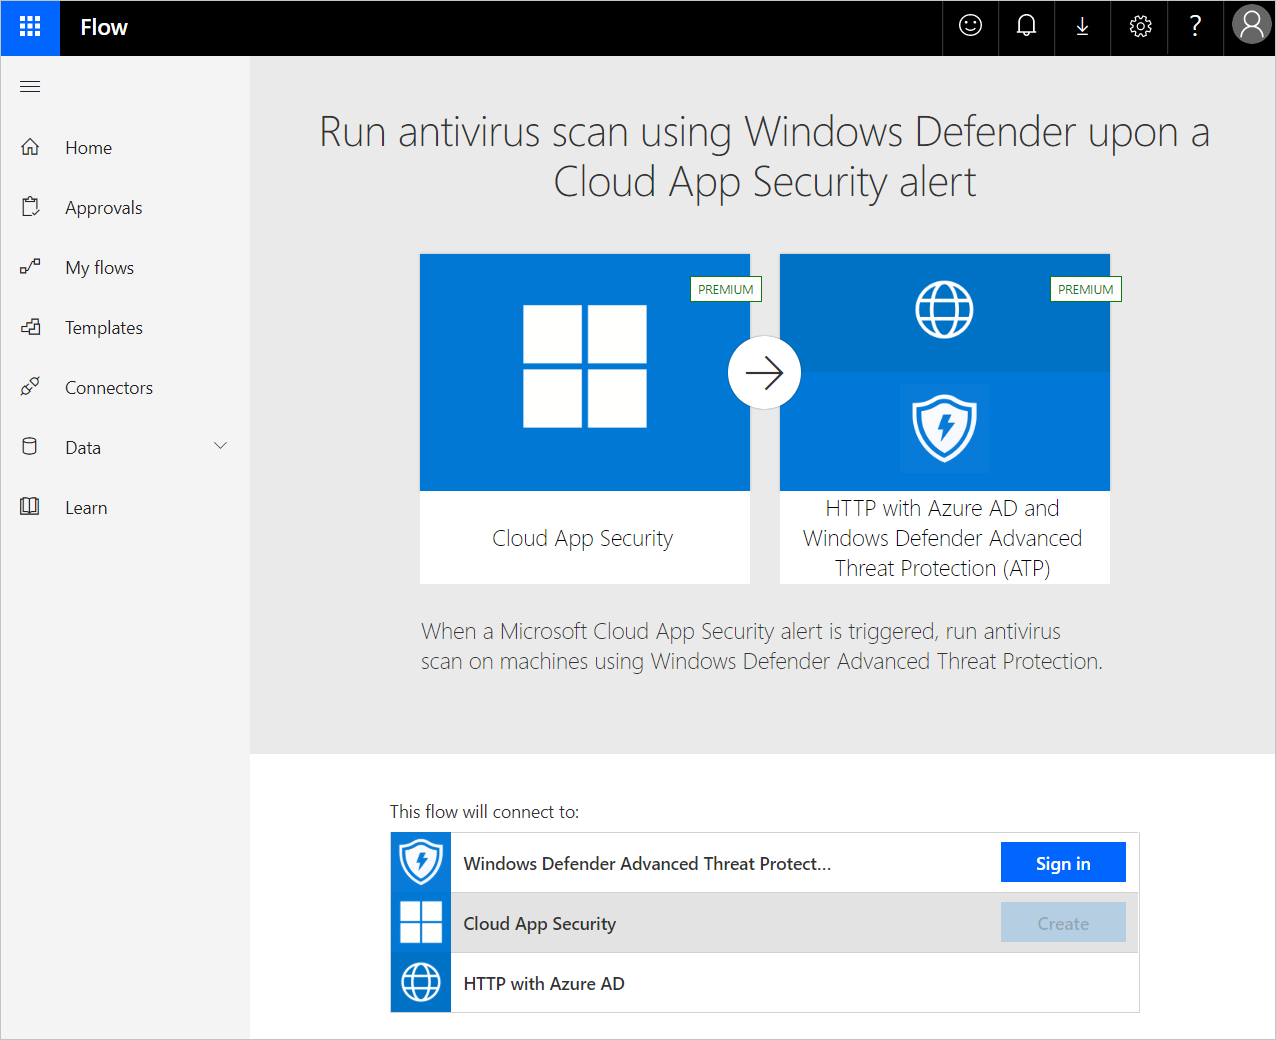 Flow
?
Home
Approvals
My flows
Templates
Connectors
Data
Learn
Run antivirus scan using Windows Defender upon a
Cloud App Security alert
PREMIUM
PREMIUM
Cloud App Security
HTTP with Azure AD and
Windows Defender Advanced
Threat Protection (ATP)
When a Microsoft Cloud App Security alert is triggered, run antivirus
scan on machines using Windows Defender Advanced Threat Protection.
This flow will connect to:
Windows Defender Advanced Threat Protect...
Sign in
Cloud App Security
Create
HTTP with Azure AD